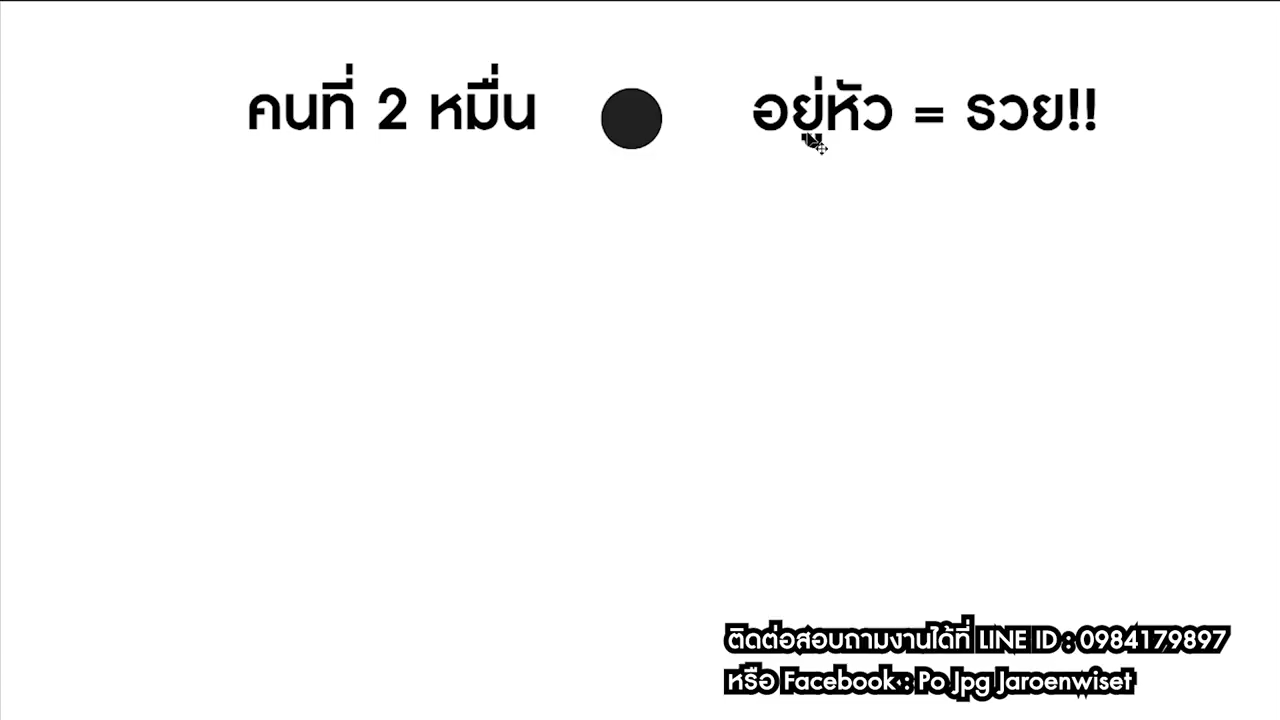 คนที่ 2 หมื่น
อยู่หัว = รวย!!
ติดต่อสอบถามงานได้ที่ LINE ID : 0984179897
หรือ Facebook : Po Jpg Jaroenwiset